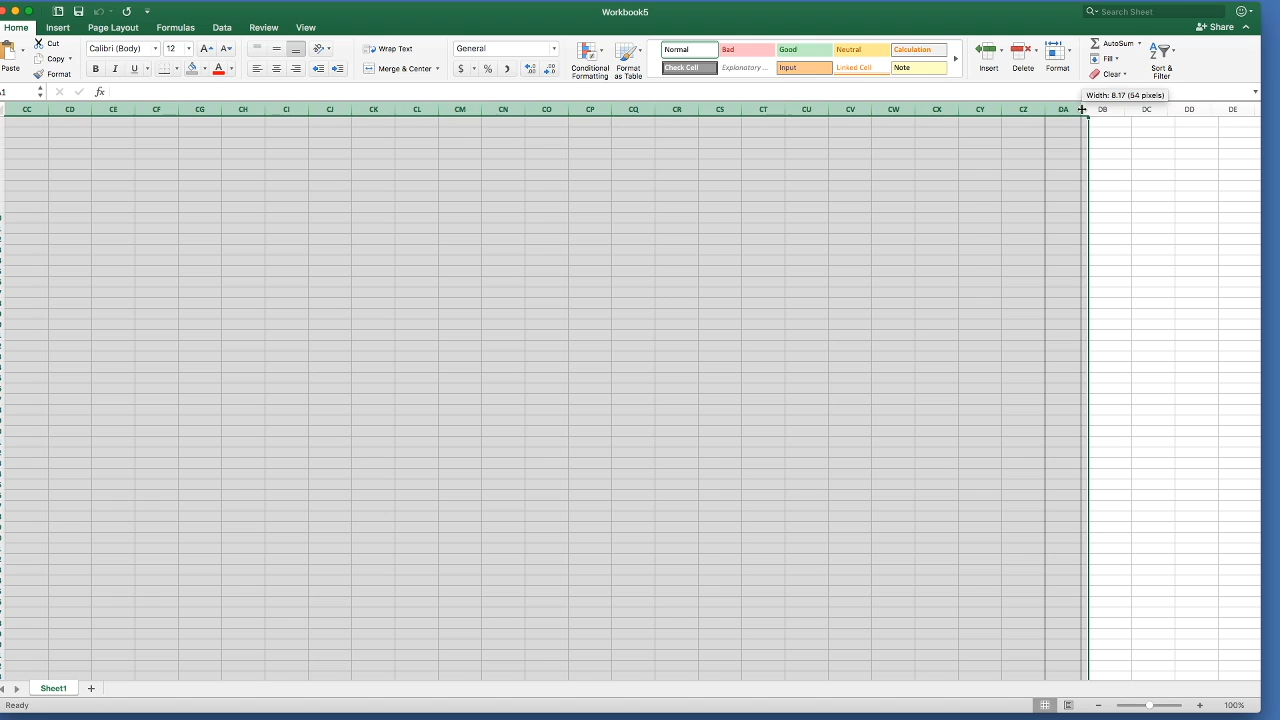 Workbook5
Search Sheet
Home Insert Page Layout Formulas Data Review View
Share
Cut
Calibri (Body) 12
Wrap Text
General
Normal Bad Good Neutral Calculation
AutoSum
Copy
Fill
Paste
B I U
Merge & Center
$ %
Conditional Formatting
Format as Table
Check Cell Explanatory ... Input Linked Cell Note
Insert Delete Format
Sort & Filter
Format
Clear
fx
Width: 8.17 (54 pixels)
CC CD CE CF CG CH CI CJ CK CL CM CN CO CP CQ CR CS CT CU CV CW CX CY CZ DA DB DC DD DE
Sheet1
Ready
100%